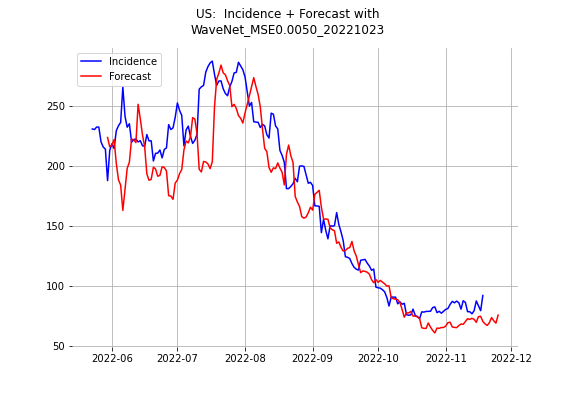 US:  Incidence + Forecast with
WaveNet_MSE0.0050_20221023
Incidence
Forecast
250
200
150
100
50
2022-06 2022-07 2022-08 2022-09 2022-10 2022-11 2022-12